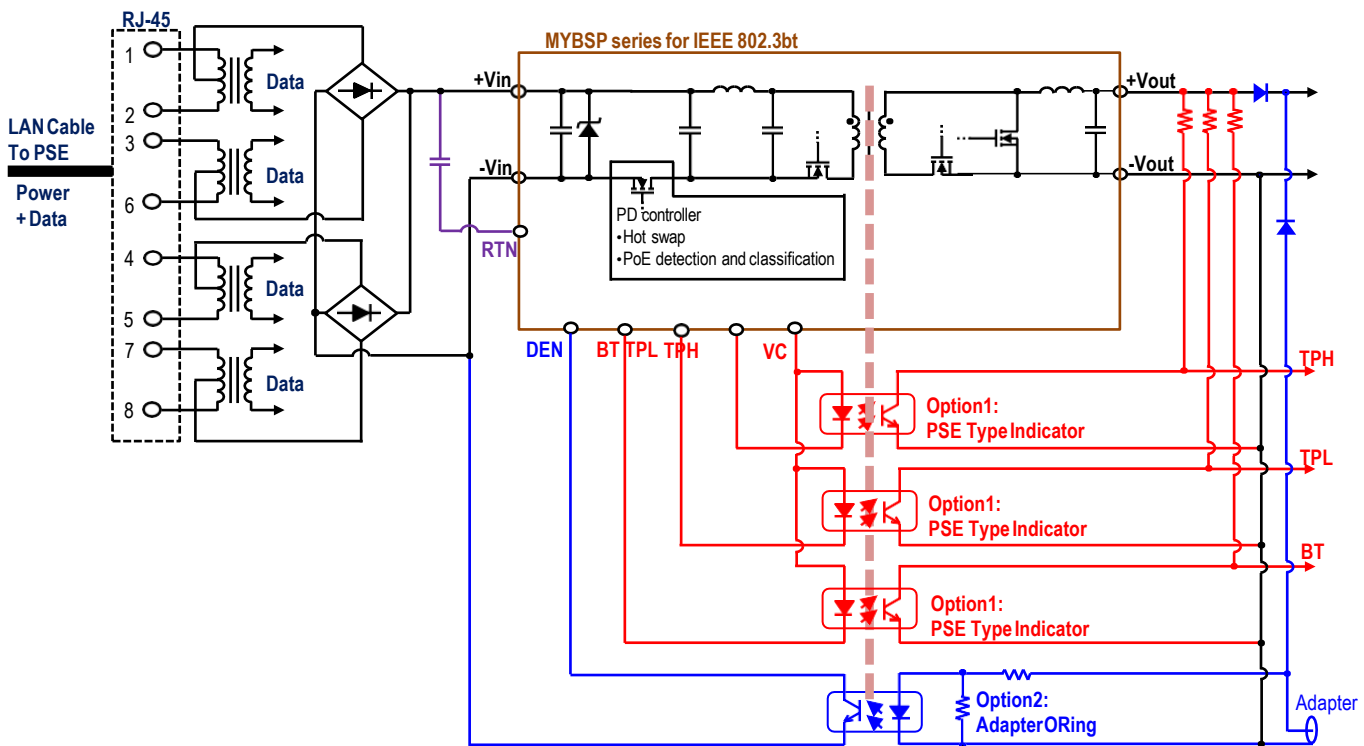 RJ-45
MYBSP series for IEEE 802.3bt
1
Data
2
+Vin
+Vout
LAN Cable
To PSE
3
Data
-Vin
-Vout
Power
+ Data
6
PD controller
•Hot swap
•PoE detection and classification
RTN
4
Data
5
7
Data
8
DEN
BT TPL TPH
VC
TPH
Option1:
PSE Type Indicator
TPL
Option1:
PSE Type Indicator
BT
Option1:
PSE Type Indicator
Option2:
Adapter ORing
Adapter